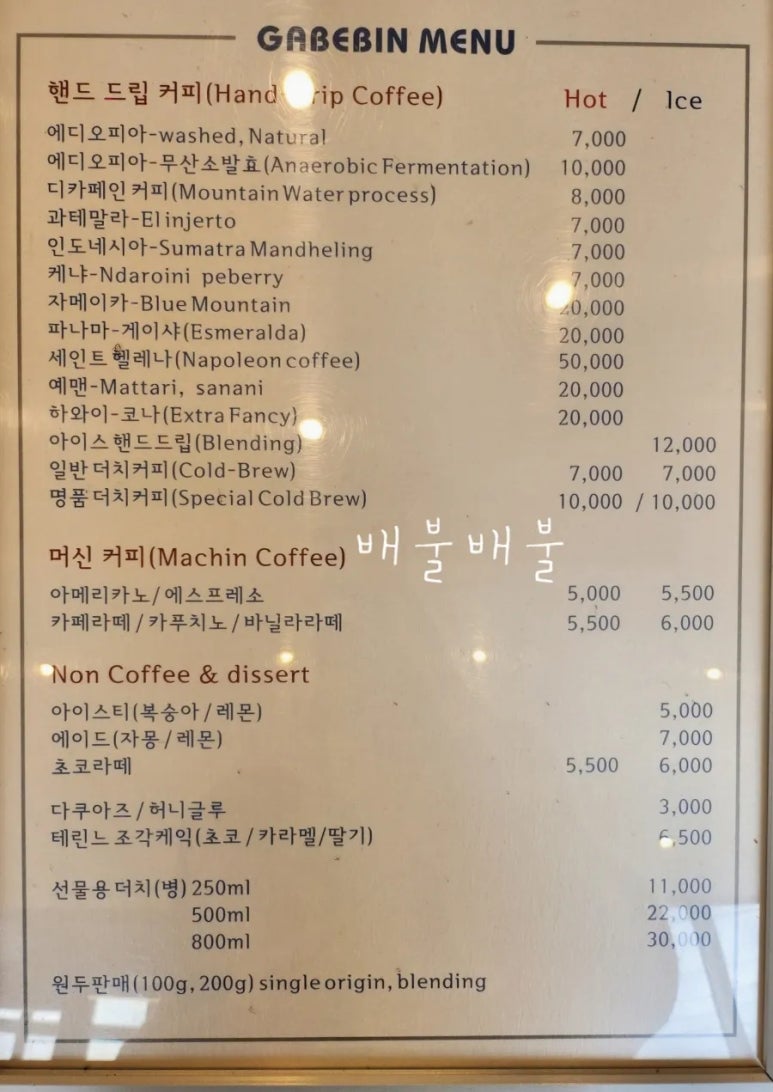 GABEBIN MENU
핸드 드립 커피(Hand Drip Coffee) Hot / Ice
에디오피아-washed, Natural 7,000
에디오피아-무산소발효(Anaerobic Fermentation) 10,000
디카페인 커피(Mountain Water process) 8,000
과테말라-El injerto 7,000
인도네시아-Sumatra Mandheling 7,000
케냐-Ndaroini peberry 7,000
자메이카-Blue Mountain 20,000
파나마-게이샤(Esmeralda) 20,000
세인트 헬레나(Napoleon coffee) 50,000
예맨-Mattari, sanani 20,000
하와이-코나(Extra Fancy) 20,000
아이스 핸드드립(Blending) 12,000
일반 더치커피(Cold-Brew) 7,000 7,000
명품 더치커피(Special Cold Brew) 10,000 / 10,000
배불배불
머신 커피(Machin Coffee)
아메리카노/에스프레소 5,000 5,500
카페라떼/카푸치노/바닐라라떼 5,500 6,000
Non Coffee & dissert
아이스티(복숭아/레몬) 5,000
에이드(자몽/레몬) 7,000
초코라떼 5,500 6,000
다쿠아즈/허니글루 3,000
테린느 조각케익(초코/카라멜/딸기) 6,500
선물용 더치(병) 250ml 11,000
500ml 22,000
800ml 30,000
원두판매(100g, 200g) single origin, blending